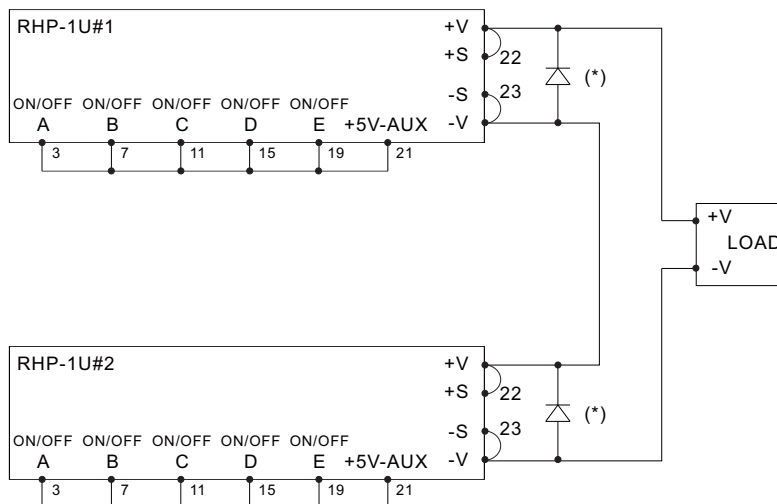 RHP-1U#1
+V
+S
22
(*)
-S
23
-V
ON/OFF ON/OFF ON/OFF ON/OFF ON/OFF
A B C D E +5V-AUX
3 7 11 15 19 21
+V
LOAD
-V
RHP-1U#2
+V
+S
22
(*)
-S
23
-V
ON/OFF ON/OFF ON/OFF ON/OFF ON/OFF
A B C D E +5V-AUX
3 7 11 15 19 21